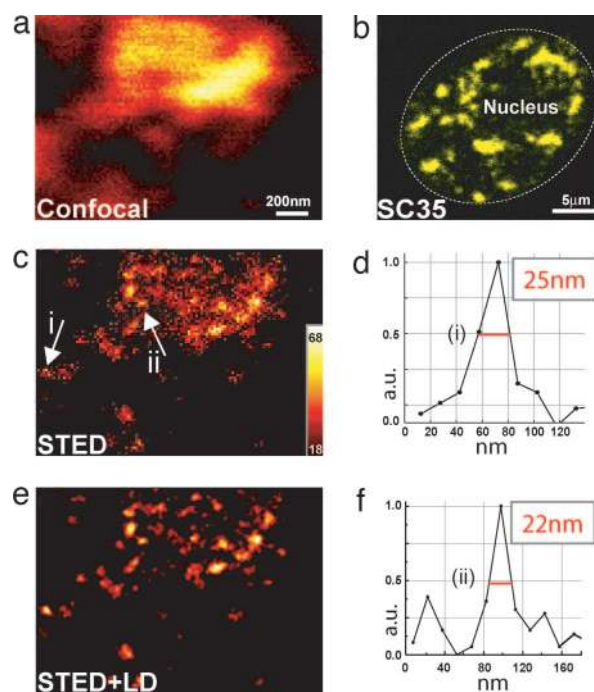 a
Confocal
200nm
b
Nucleus
SC35
5μm
c
i
ii
STED
68
18
d
25nm
1.0
0.5
0.0
a.u.
(i)
0 20 40 60 80 100 120
nm
e
STED+LD
f
22nm
1.0
0.5
0.0
a.u.
(ii)
0 40 80 120 160
nm